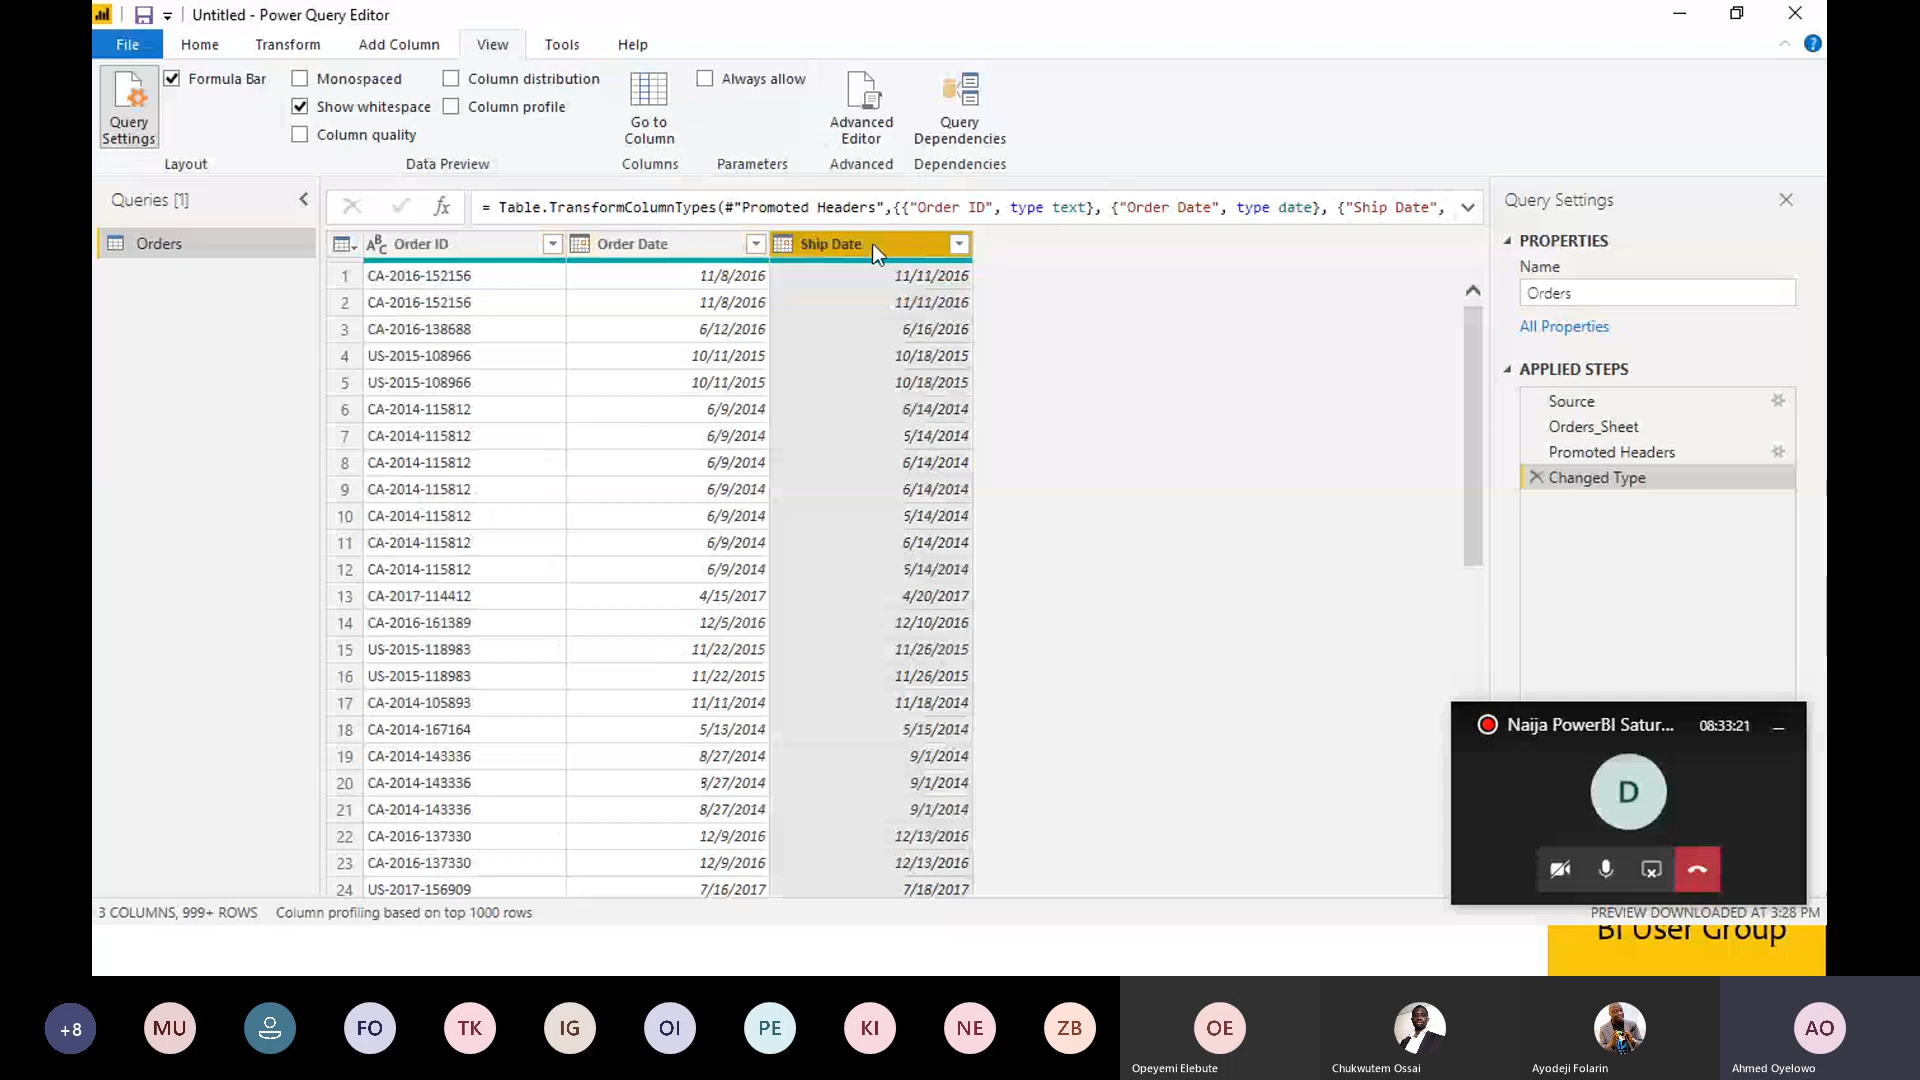 Untitled - Power Query Editor
File Home Transform Add Column View Tools Help
Query Settings
Formula Bar
Monospaced
Show whitespace
Column quality
Column distribution
Column profile
Go to Column
Always allow
Advanced Editor
Query Dependencies
Layout Data Preview Columns Parameters Advanced Dependencies
Queries [1]
Orders
fx = Table.TransformColumnTypes(#"Promoted Headers",{{"Order ID", type text}, {"Order Date", type date}, {"Ship Date",
ABC Order ID Order Date Ship Date
1 CA-2016-152156 11/8/2016 11/11/2016
2 CA-2016-152156 11/8/2016 11/11/2016
3 CA-2016-138688 6/12/2016 6/16/2016
4 US-2015-108966 10/11/2015 10/18/2015
5 US-2015-108966 10/11/2015 10/18/2015
6 CA-2014-115812 6/9/2014 6/14/2014
7 CA-2014-115812 6/9/2014 5/14/2014
8 CA-2014-115812 6/9/2014 6/14/2014
9 CA-2014-115812 6/9/2014 6/14/2014
10 CA-2014-115812 6/9/2014 5/14/2014
11 CA-2014-115812 6/9/2014 6/14/2014
12 CA-2014-115812 6/9/2014 5/14/2014
13 CA-2017-114412 4/15/2017 4/20/2017
14 CA-2016-161389 12/5/2016 12/10/2016
15 US-2015-118983 11/22/2015 11/26/2015
16 US-2015-118983 11/22/2015 11/26/2015
17 CA-2014-105893 11/11/2014 11/18/2014
18 CA-2014-167164 5/13/2014 5/15/2014
19 CA-2014-143336 8/27/2014 9/1/2014
20 CA-2014-143336 8/27/2014 9/1/2014
21 CA-2014-143336 8/27/2014 9/1/2014
22 CA-2016-137330 12/9/2016 12/13/2016
23 CA-2016-137330 12/9/2016 12/13/2016
24 US-2017-156909 7/16/2017 7/18/2017
3 COLUMNS, 999+ ROWS Column profiling based on top 1000 rows
Query Settings
PROPERTIES
Name
Orders
All Properties
APPLIED STEPS
Source
Orders_Sheet
Promoted Headers
Changed Type
Naija PowerBI Satur... 08:33:21
D
PREVIEW DOWNLOADED AT 3:28 PM
BI User Group
+8 MU FO TK IG OI PE KI NE ZB OE AO
Opeyemi Elebute Chukwutem Ossai Ayodeji Folarin Ahmed Oyelowo